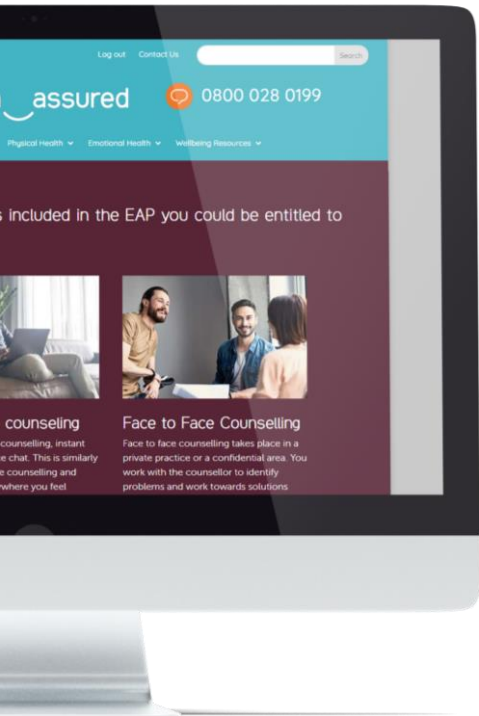 Log out Contact Us Search
assured 0800 028 0199
Physical Health Emotional Health Wellbeing Resources
included in the EAP you could be entitled to
counseling
counselling, instant
chat. This is similarly
counselling and
where you feel
Face to Face Counselling
Face to face counselling takes place in a
private practice or a confidential area. You
work with the counsellor to identify
problems and work towards solutions